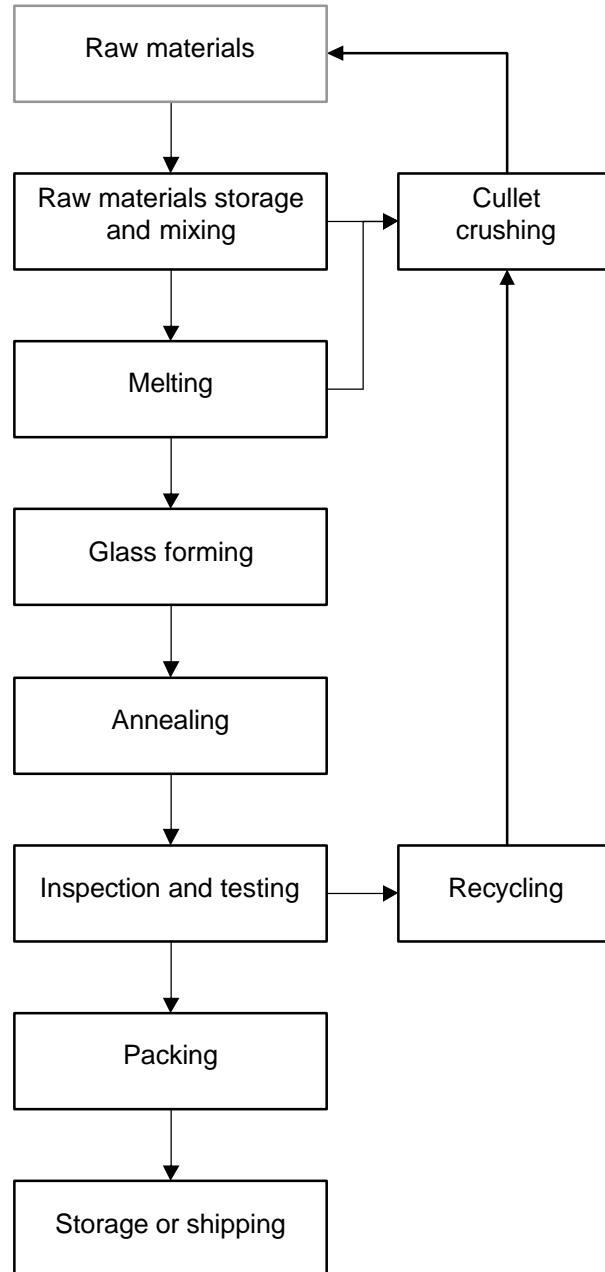 Raw materials
Raw materials storage
and mixing
Cullet
crushing
Melting
Glass forming
Annealing
Inspection and testing
Recycling
Packing
Storage or shipping